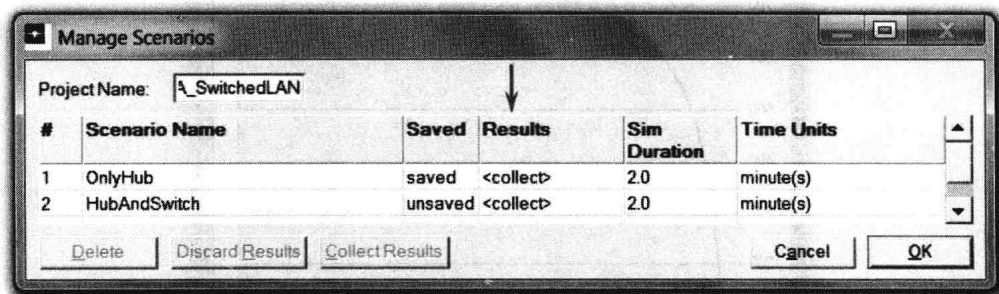 Manage Scenarios
Project Name: _SwitchedLAN
# Scenario Name Saved Results Sim Duration Time Units
1 OnlyHub saved <collect> 2.0 minute(s)
2 HubAndSwitch unsaved <collect> 2.0 minute(s)
Delete Discard Results Collect Results Cancel OK